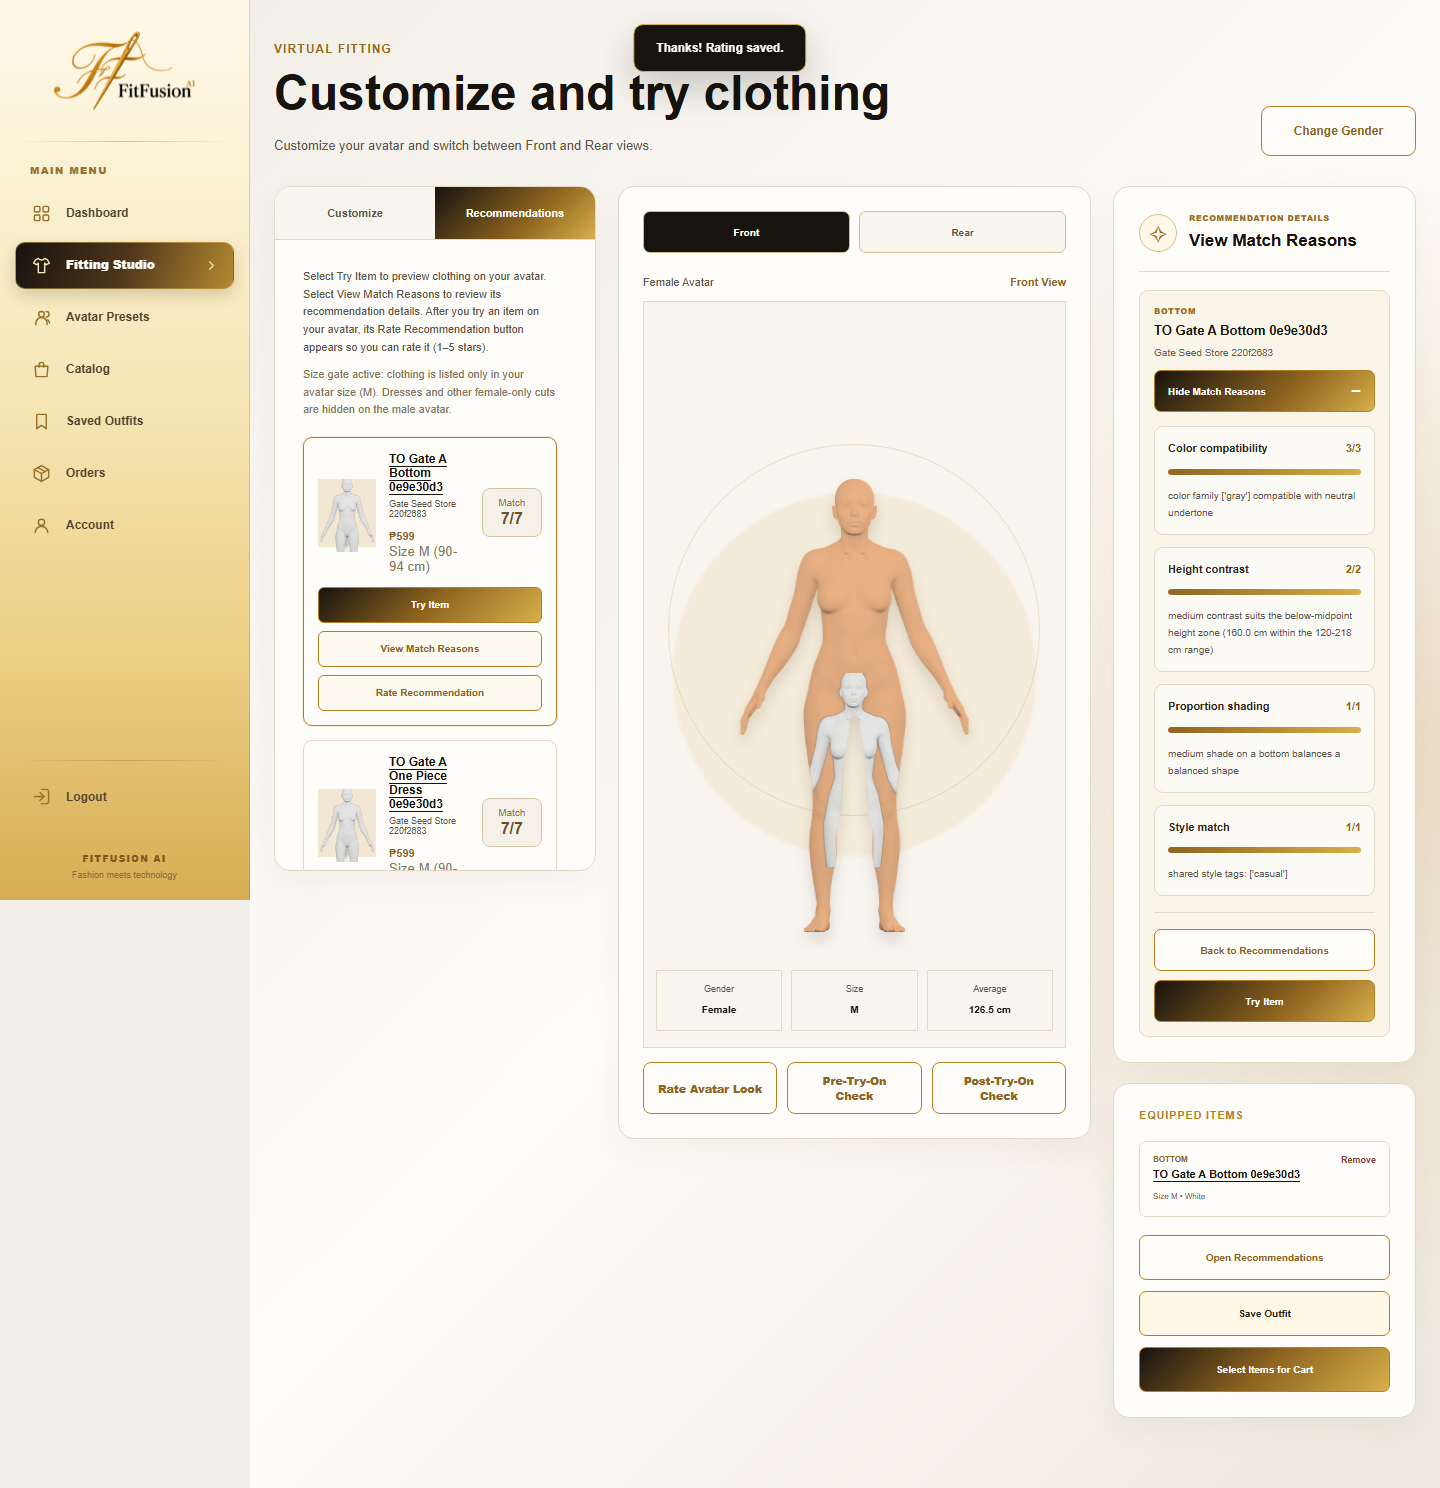 FitFusion AI
MAIN MENU
Dashboard
Fitting Studio
Avatar Presets
Catalog
Saved Outfits
Orders
Account
Logout
FITFUSION AI
Fashion meets technology
Thanks! Rating saved.
VIRTUAL FITTING
Customize and try clothing
Customize your avatar and switch between Front and Rear views.
Change Gender
Customize
Recommendations
Select Try Item to preview clothing on your avatar.
Select View Match Reasons to review its
recommendation details. After you try an item on
your avatar, its Rate Recommendation button
appears so you can rate it (1–5 stars).
Size gate active: clothing is listed only in your
avatar size (M). Dresses and other female-only cuts
are hidden on the male avatar.
TO Gate A
Bottom
0e9e30d3
Gate Seed Store
220f2683
₱599
Size M (90-
94 cm)
Match
7/7
Try Item
View Match Reasons
Rate Recommendation
TO Gate A
One Piece
Dress
0e9e30d3
Gate Seed Store
220f2683
₱599
Size M (90-
Match
7/7
Front
Rear
Female Avatar
Front View
Gender
Female
Size
M
Average
126.5 cm
Rate Avatar Look
Pre-Try-On
Check
Post-Try-On
Check
RECOMMENDATION DETAILS
View Match Reasons
BOTTOM
TO Gate A Bottom 0e9e30d3
Gate Seed Store 220f2683
Hide Match Reasons
Color compatibility 3/3
color family ['gray'] compatible with neutral
undertone
Height contrast 2/2
medium contrast suits the below-midpoint
height zone (160.0 cm within the 120-218
cm range)
Proportion shading 1/1
medium shade on a bottom balances a
balanced shape
Style match 1/1
shared style tags: ['casual']
Back to Recommendations
Try Item
EQUIPPED ITEMS
BOTTOM
Remove
TO Gate A Bottom 0e9e30d3
Size M • White
Open Recommendations
Save Outfit
Select Items for Cart